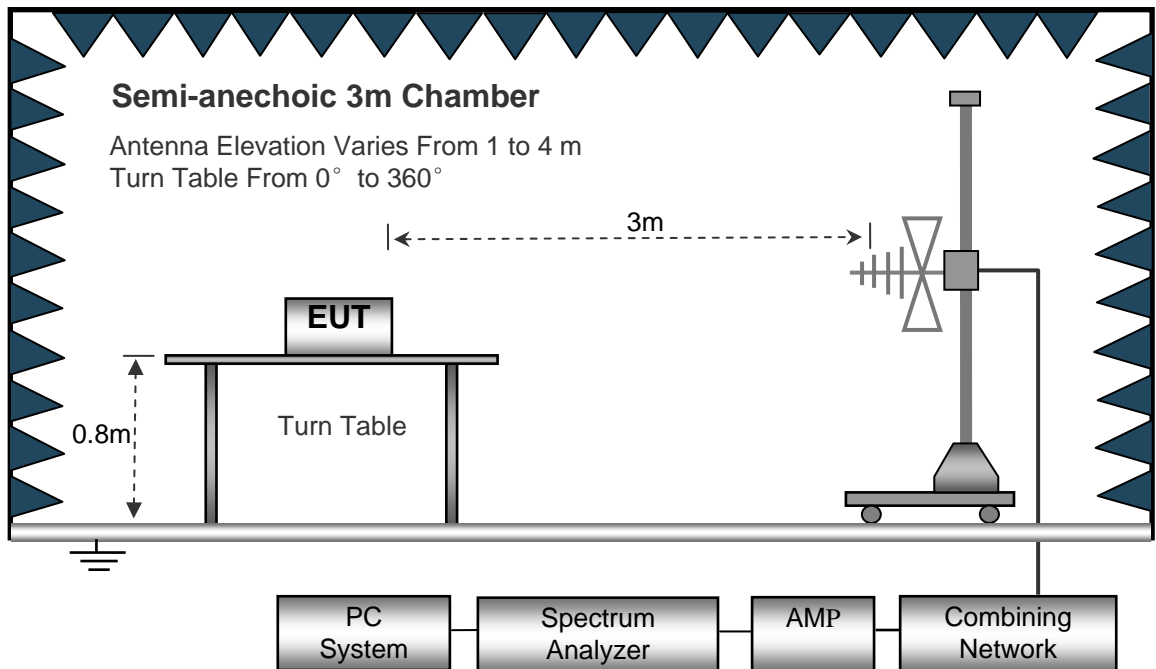 Semi-anechoic 3m Chamber
Antenna Elevation Varies From 1 to 4 m
Turn Table From 0° to 360°
3m
EUT
0.8m
Turn Table
PC
System
Spectrum
Analyzer
AMP
Combining
Network